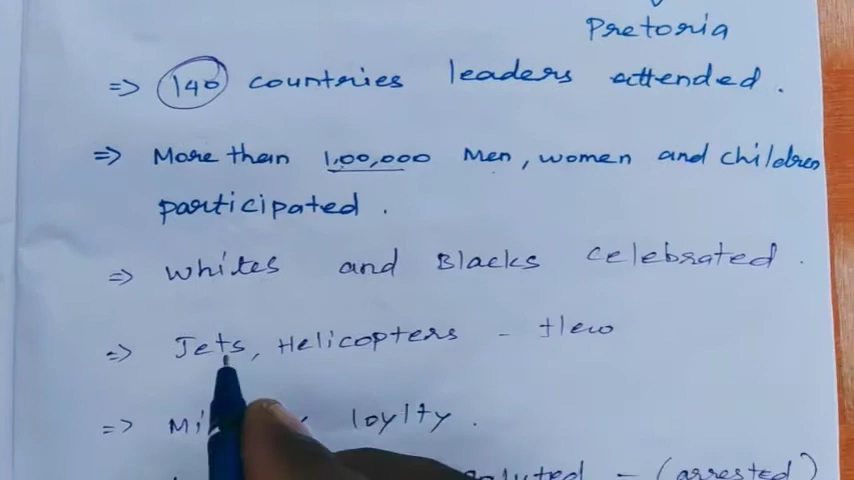 Pretoria
=> 140 countries leaders attended.
=> More than 1,00,000 Men, women and children
participated.
=> Whites and Blacks celebrated.
=> Jets, Helicopters - flew
=> loylty.
- (arrested)